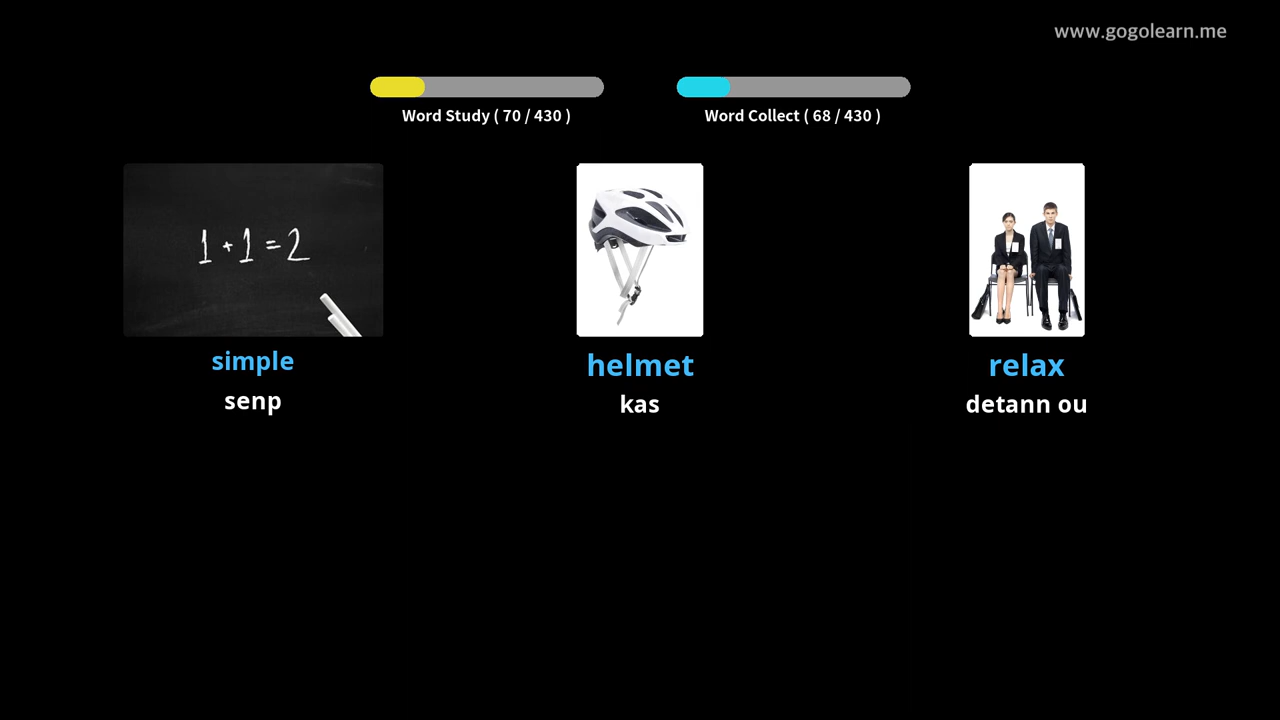 www.gogolearn.me
Word Study ( 70 / 430 )
Word Collect ( 68 / 430 )
1 + 1 = 2
simple
senp
helmet
kas
relax
detann ou